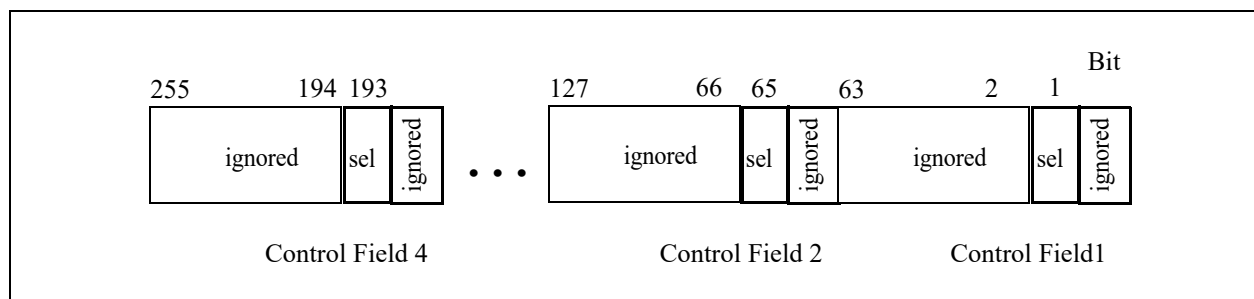 Bit
255 194 193 127 66 65 63 2 1
ignored sel ignored • • • ignored sel ignored ignored sel ignored
Control Field 4 Control Field 2 Control Field1